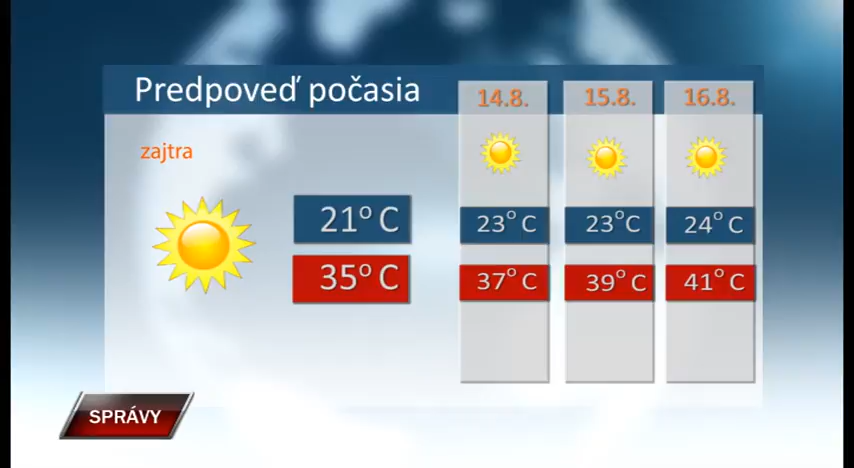 Predpoveď počasia
zajtra
21° C
35° C
14.8.
23° C
37° C
15.8.
23°C
39° C
16.8.
24° C
41° C
SPRÁVY